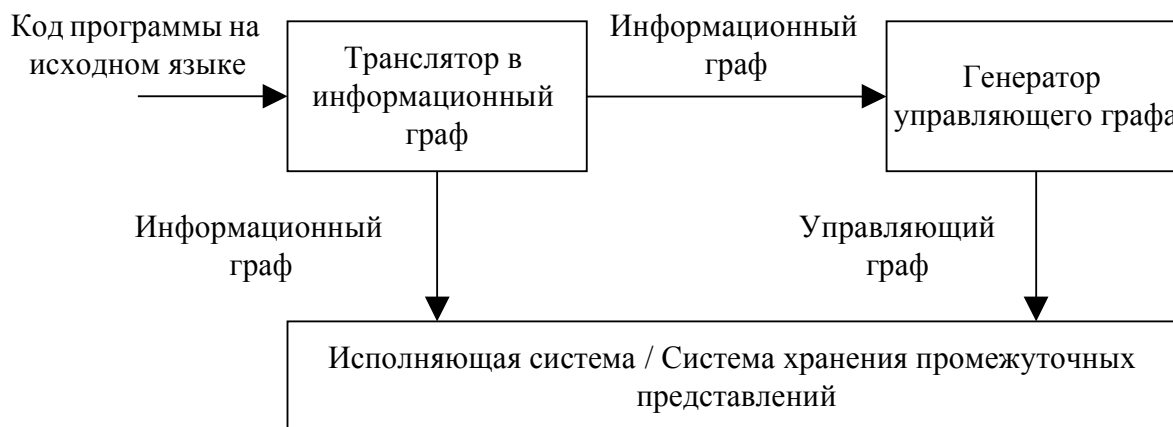 Код программы на
исходном языке
Транслятор в
информационный
граф
Информационный
граф
Генератор
управляющего графа
Информационный
граф
Управляющий
граф
Исполняющая система / Система хранения промежуточных
представлений